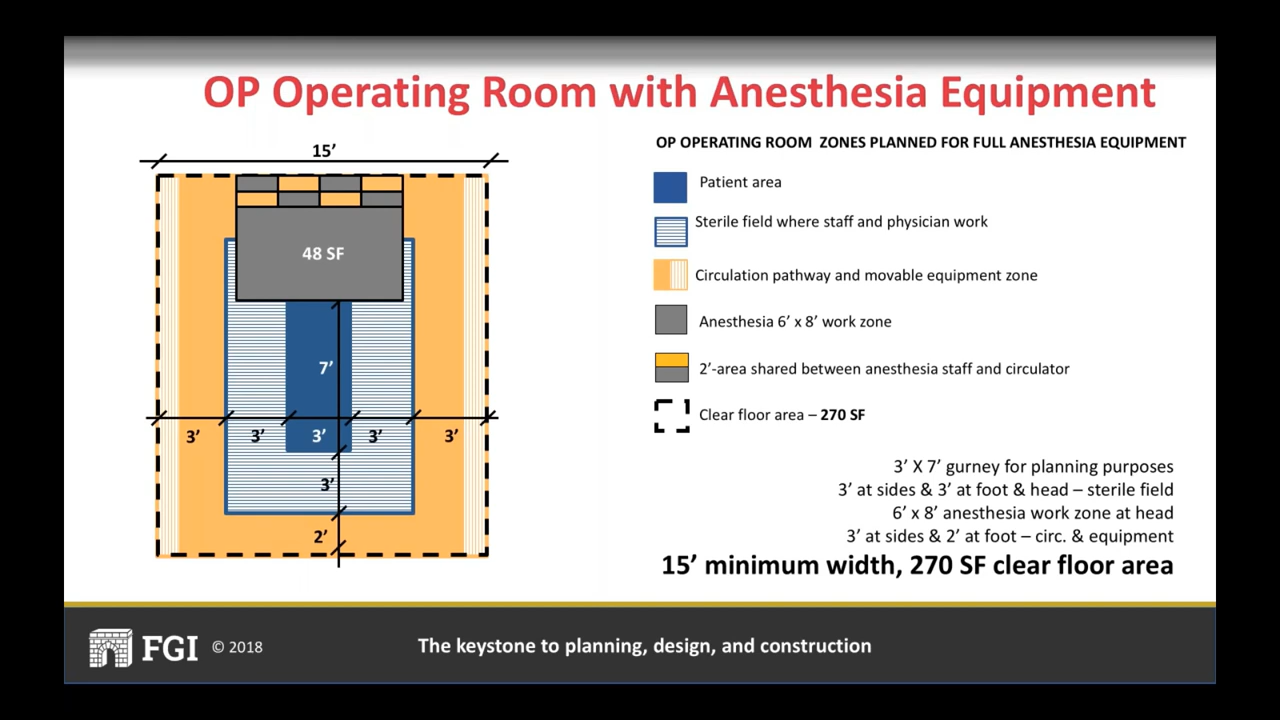 OP Operating Room with Anesthesia Equipment
15’
48 SF
7’
3’ 3’ 3’ 3’ 3’
3’
2’
OP OPERATING ROOM ZONES PLANNED FOR FULL ANESTHESIA EQUIPMENT
Patient area
Sterile field where staff and physician work
Circulation pathway and movable equipment zone
Anesthesia 6’ x 8’ work zone
2’-area shared between anesthesia staff and circulator
Clear floor area – 270 SF
3’ X 7’ gurney for planning purposes
3’ at sides & 3’ at foot & head – sterile field
6’ x 8’ anesthesia work zone at head
3’ at sides & 2’ at foot – circ. & equipment
15’ minimum width, 270 SF clear floor area
FGI © 2018
The keystone to planning, design, and construction